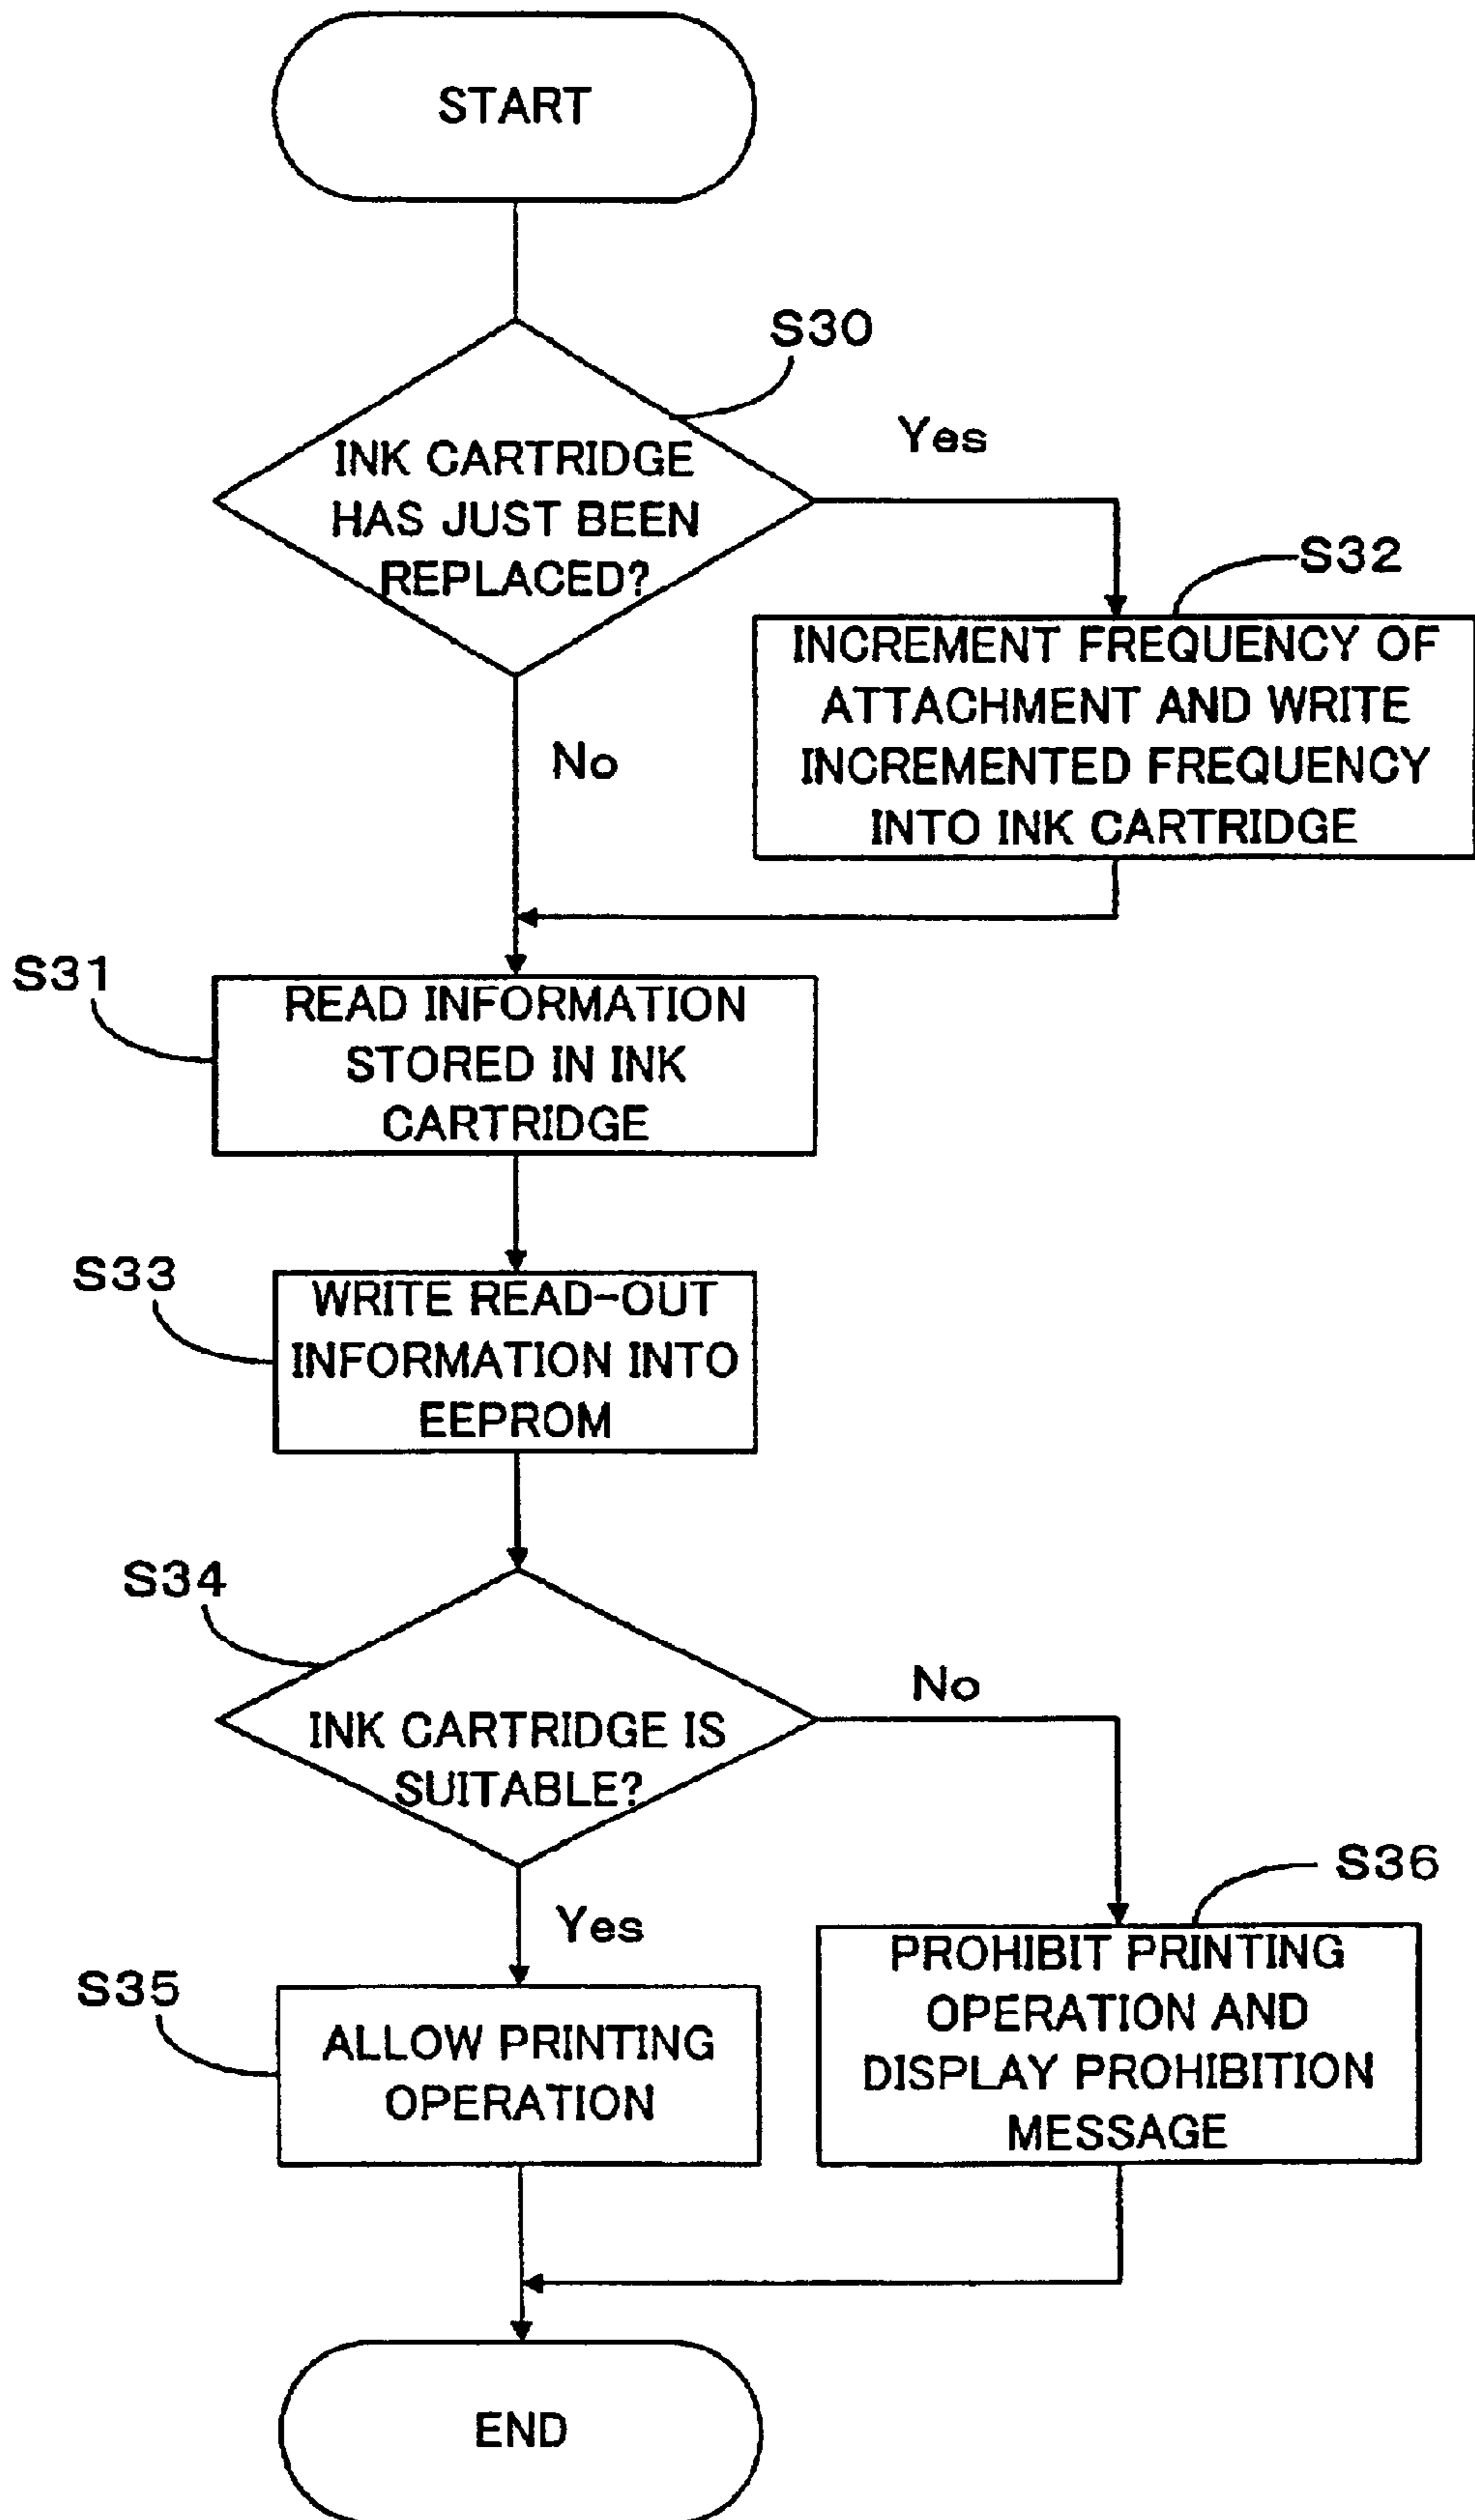 START
S30
INK CARTRIDGE
HAS JUST BEEN
REPLACED?
Yes
S32
INCREMENT FREQUENCY OF
ATTACHMENT AND WRITE
INCREMENTED FREQUENCY
INTO INK CARTRIDGE
No
S31
READ INFORMATION
STORED IN INK
CARTRIDGE
S33
WRITE READ-OUT
INFORMATION INTO
EEPROM
S34
INK CARTRIDGE IS
SUITABLE?
No
Yes
S36
PROHIBIT PRINTING
OPERATION AND
DISPLAY PROHIBITION
MESSAGE
S35
ALLOW PRINTING
OPERATION
END